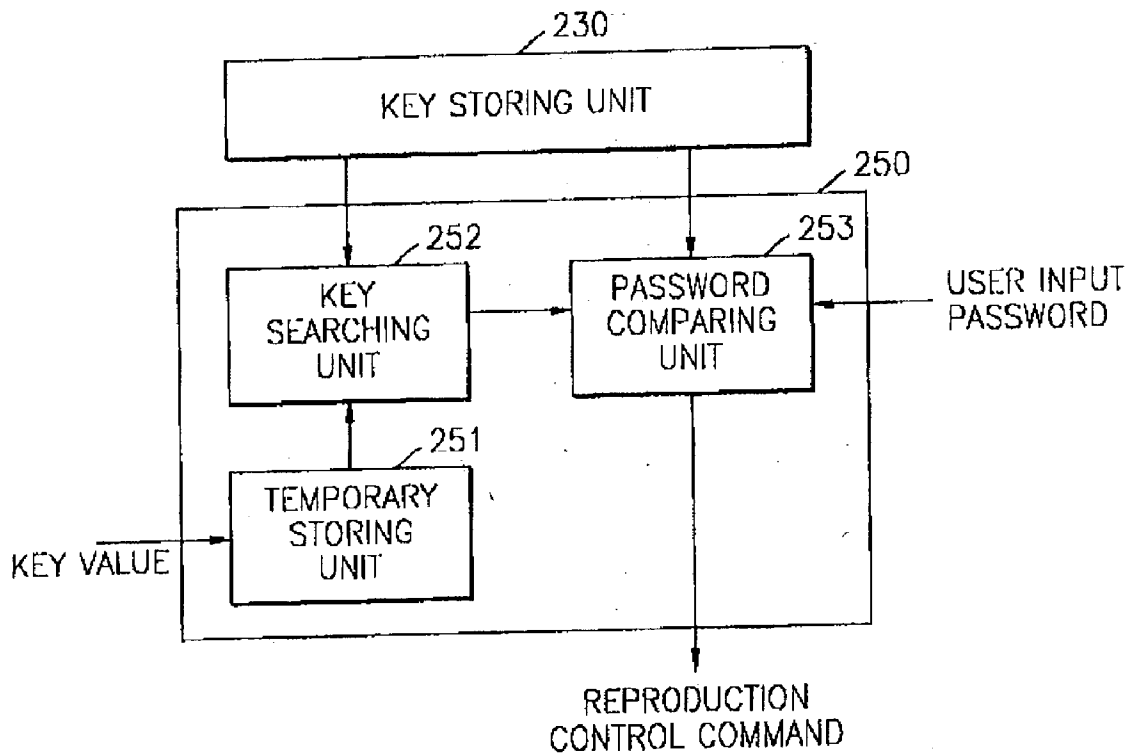 230
KEY STORING UNIT
250
252
253
KEY
SEARCHING
UNIT
PASSWORD
COMPARING
UNIT
USER INPUT
PASSWORD
251
TEMPORARY
STORING
UNIT
KEY VALUE
REPRODUCTION
CONTROL COMMAND